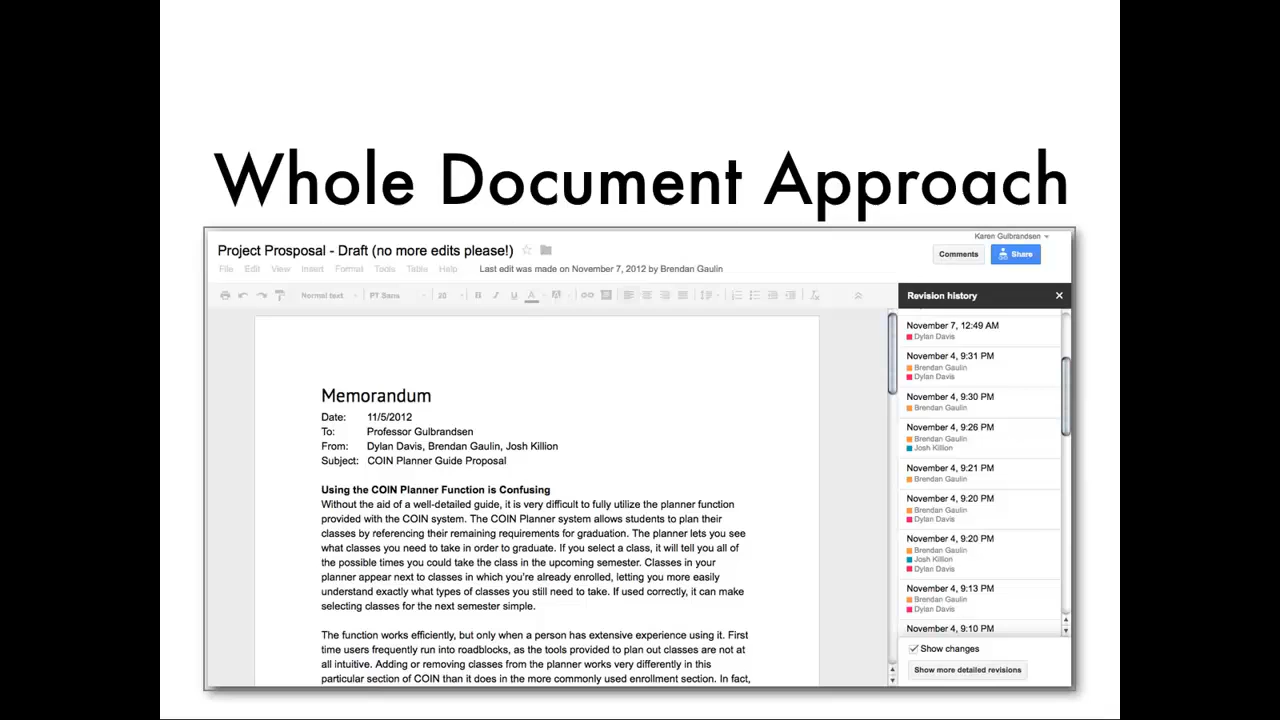 Whole Document Approach
Karen Gulbrandsen
Project Prosposal - Draft (no more edits please!)
Comments
Share
File Edit View Insert Format Tools Table Help Last edit was made on November 7, 2012 by Brendan Gaulin
Normal text PT Sans 20 B I U A
Revision history
November 7, 12:49 AM
Dylan Davis
November 4, 9:31 PM
Brendan Gaulin
Dylan Davis
November 4, 9:30 PM
Brendan Gaulin
November 4, 9:26 PM
Brendan Gaulin
Josh Killion
November 4, 9:21 PM
Brendan Gaulin
November 4, 9:20 PM
Brendan Gaulin
Dylan Davis
November 4, 9:20 PM
Brendan Gaulin
Josh Killion
Dylan Davis
November 4, 9:13 PM
Brendan Gaulin
Dylan Davis
November 4, 9:10 PM
Show changes
Show more detailed revisions
Memorandum
Date: 11/5/2012
To: Professor Gulbrandsen
From: Dylan Davis, Brendan Gaulin, Josh Killion
Subject: COIN Planner Guide Proposal
Using the COIN Planner Function is Confusing
Without the aid of a well-detailed guide, it is very difficult to fully utilize the planner function
provided with the COIN system. The COIN Planner system allows students to plan their
classes by referencing their remaining requirements for graduation. The planner lets you see
what classes you need to take in order to graduate. If you select a class, it will tell you all of
the possible times you could take the class in the upcoming semester. Classes in your
planner appear next to classes in which you're already enrolled, letting you more easily
understand exactly what types of classes you still need to take. If used correctly, it can make
selecting classes for the next semester simple.
The function works efficiently, but only when a person has extensive experience using it. First
time users frequently run into roadblocks, as the tools provided to plan out classes are not at
all intuitive. Adding or removing classes from the planner works very differently in this
particular section of COIN than it does in the more commonly used enrollment section. In fact,